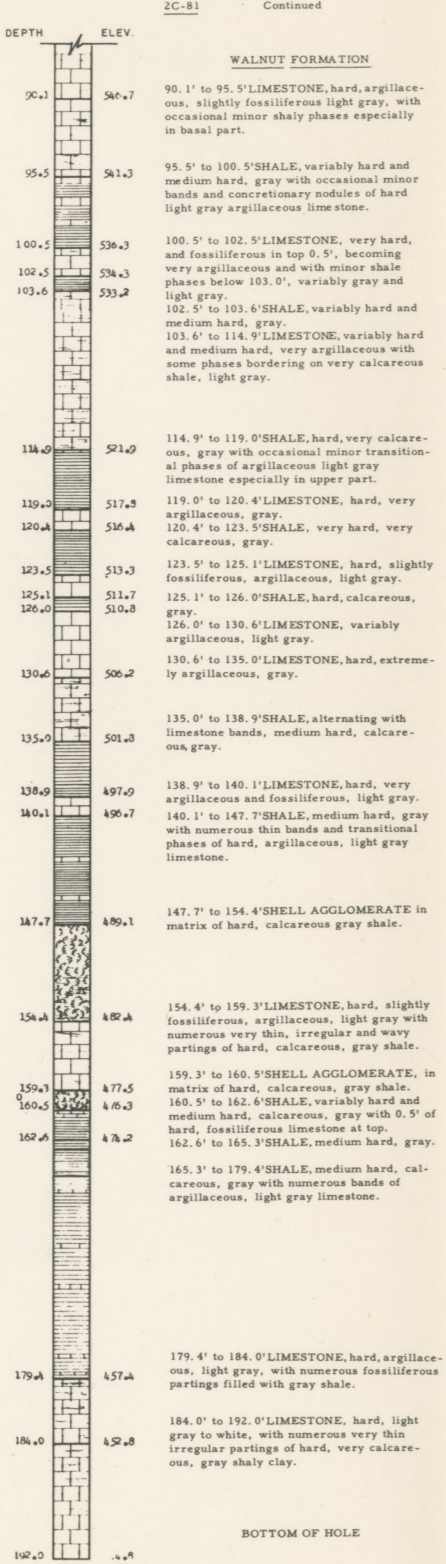 2C-81 Continued
DEPTH ELEV.
WALNUT FORMATION
90.1 546.7 90.1' to 95.5'LIMESTONE, hard, argillace-
ous, slightly fossiliferous light gray, with
occasional minor shaly phases especially
in basal part.
95.5 541.3 95.5' to 100.5'SHALE, variably hard and
medium hard, gray with occasional minor
bands and concretionary nodules of hard
light gray argillaceous limestone.
100.5 536.3 100.5' to 102.5'LIMESTONE, very hard,
and fossiliferous in top 0.5', becoming
102.5 534.3 very argillaceous and with minor shale
phases below 103.0', variably gray and
103.6 533.2 light gray.
102.5' to 103.6'SHALE, variably hard and
medium hard, gray.
103.6' to 114.9'LIMESTONE, variably hard
and medium hard, very argillaceous with
some phases bordering on very calcareous
shale, light gray.
114.9 521.9 114.9' to 119.0'SHALE, hard, very calcare-
ous, gray with occasional minor transition-
al phases of argillaceous light gray
limestone especially in upper part.
119.0 517.8 119.0' to 120.4'LIMESTONE, hard, very
argillaceous, gray.
120.4 516.4 120.4' to 123.5'SHALE, very hard, very
calcareous, gray.
123.5 513.3 123.5' to 125.1'LIMESTONE, hard, slightly
fossiliferous, argillaceous, light gray.
125.1 511.7 125.1' to 126.0'SHALE, hard, calcareous,
126.0 510.8 gray.
126.0' to 130.6'LIMESTONE, variably
argillaceous, light gray.
130.6 506.2 130.6' to 135.0'LIMESTONE, hard, extreme-
ly argillaceous, gray.
135.0 501.8 135.0' to 138.9'SHALE, alternating with
limestone bands, medium hard, calcare-
ous, gray.
138.9 497.9 138.9' to 140.1'LIMESTONE, hard, very
argillaceous and fossiliferous, light gray.
140.1 496.7 140.1' to 147.7'SHALE, medium hard, gray
with numerous thin bands and transitional
phases of hard, argillaceous, light gray
limestone.
147.7 489.1 147.7' to 154.4'SHELL AGGLOMERATE in
matrix of hard, calcareous gray shale.
154.4 482.4 154.4' to 159.3'LIMESTONE, hard, slightly
fossiliferous, argillaceous, light gray with
numerous very thin, irregular and wavy
partings of hard, calcareous, gray shale.
159.3 477.5 159.3' to 160.5'SHELL AGGLOMERATE, in
matrix of hard, calcareous, gray shale.
160.5 476.3 160.5' to 162.6'SHALE, variably hard and
medium hard, calcareous, gray with 0.5' of
hard, fossiliferous limestone at top.
162.6 474.2 162.6' to 165.3'SHALE, medium hard, gray.
165.3' to 179.4'SHALE, medium hard, cal-
careous, gray with numerous bands of
argillaceous, light gray limestone.
179.4 457.4 179.4' to 184.0'LIMESTONE, hard, argillace-
ous, light gray, with numerous fossiliferous
partings filled with gray shale.
184.0 452.8 184.0' to 192.0'LIMESTONE, hard, light
gray to white, with numerous very thin
irregular partings of hard, very calcare-
ous, gray shaly clay.
BOTTOM OF HOLE
192.0